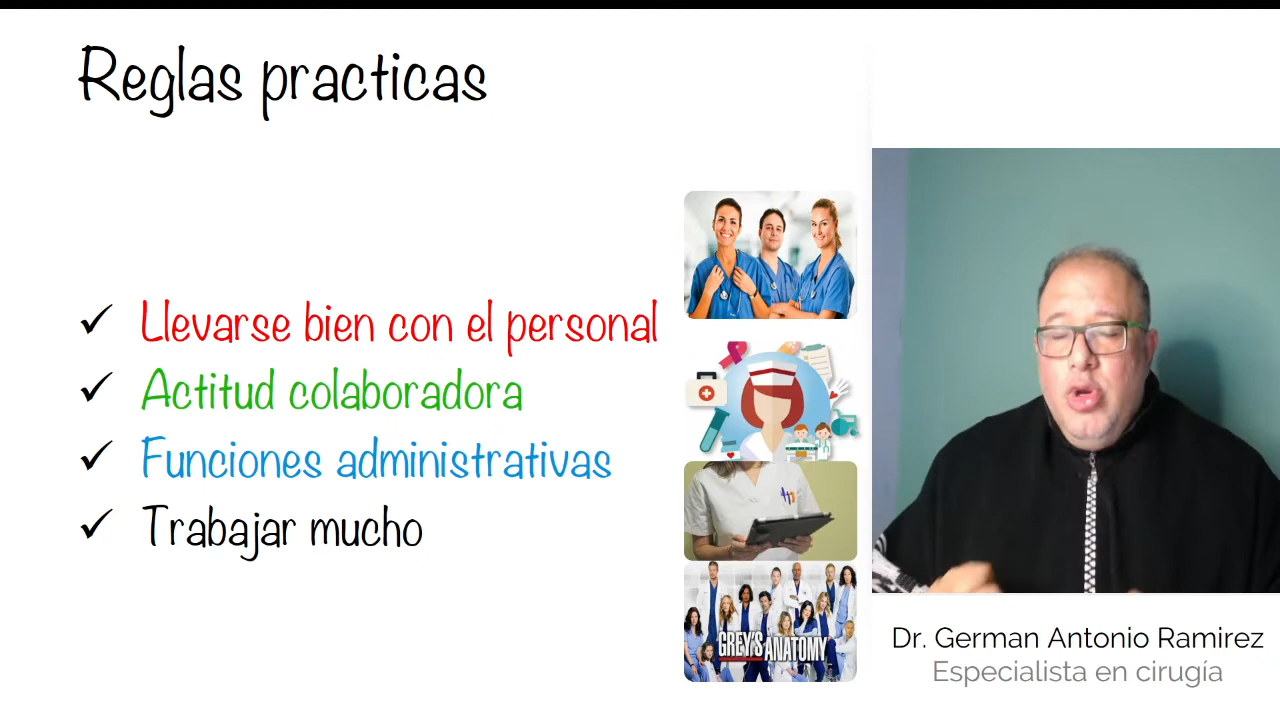 Reglas practicas
Llevarse bien con el personal
Actitud colaboradora
Funciones administrativas
Trabajar mucho
GREY'S ANATOMY
Dr. German Antonio Ramirez
Especialista en cirugía